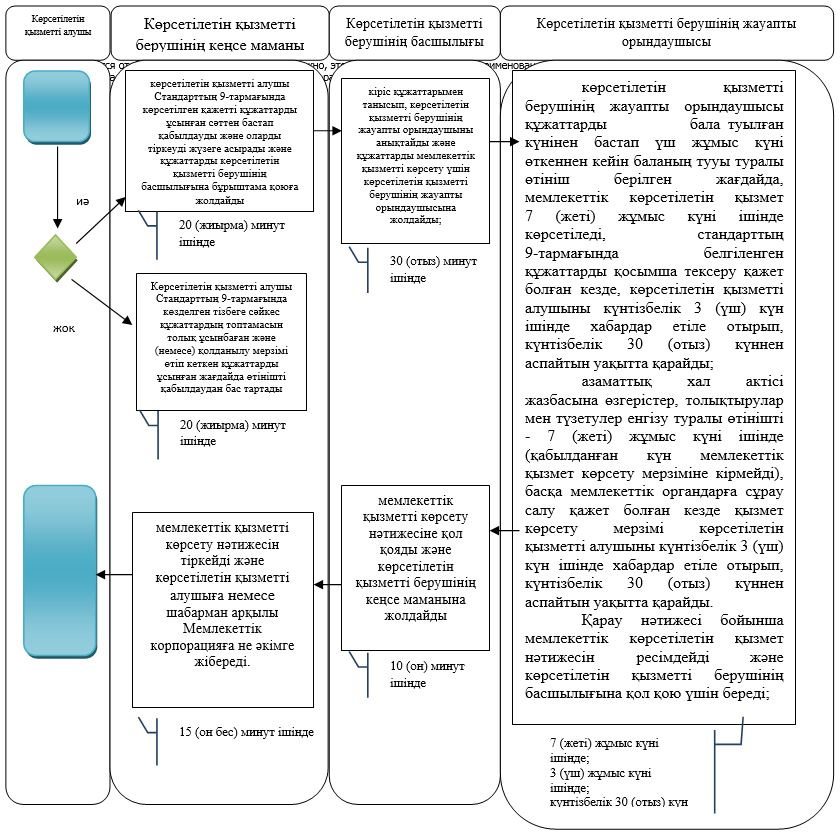 Көрсетілетін
қызметті алушы
Көрсетілетін қызметті
берушінің кеңсе маманы
Көрсетілетін қызметті
берушінің басшылығы
Көрсетілетін қызметті берушінің жауапты
орындаушысы
көрсетілетін қызметті алушы
Стандарттың 9-тармағында
көрсетілген қажетті құжаттарды
ұсынған сәттен бастап
қабылдауды және оларды
тіркеуді жүзеге асырады және
құжаттарды көрсетілетін
қызметті берушінің
басшылығына бұрыштама қоюға
жолдайды
20 (жиырма) минут
ішінде
иә
жоқ
Көрсетілетін қызметті алушы
Стандарттың 9-тармағында
көзделген тізбеге сәйкес
құжаттардың топтамасын
толық ұсынбаған және
(немесе) қолданылу мерзімі
өтіп кеткен құжаттарды
ұсынған жағдайда өтінішті
қабылдаудан бас тартады
20 (жиырма) минут
ішінде
кіріс құжаттарымен
танысып, көрсетілетін
қызметті берушінің
жауапты орындаушыны
анықтайды және
құжаттарды мемлекеттік
қызметті көрсету үшін
көрсетілетін қызметті
берушінің жауапты
орындаушысына
жолдайды;
30 (отыз) минут
ішінде
көрсетілетін қызметті
берушінің жауапты орындаушысы
құжаттарды бала туылған
күнінен бастап үш жұмыс күні
өткеннен кейін баланың тууы туралы
өтініш берілген жағдайда,
мемлекеттік көрсетілетін қызмет
7 (жеті) жұмыс күні ішінде
көрсетіледі, стандарттың
9-тармағында белгіленген
құжаттарды қосымша тексеру қажет
болған кезде, көрсетілетін қызметті
алушыны күнтізбелік 3 (үш) күн
ішінде хабардар етіле отырып,
күнтізбелік 30 (отыз) күннен
аспайтын уақытта қарайды;
азаматтық хал актісі
жазбасына өзгерістер, толықтырулар
мен түзетулер енгізу туралы өтінішті
- 7 (жеті) жұмыс күні ішінде
(қабылданған күн мемлекеттік
қызмет көрсету мерзіміне кірмейді),
басқа мемлекеттік органдарға сұрау
салу қажет болған кезде қызмет
көрсету мерзімі көрсетілетін
қызметті алушыны күнтізбелік 3 (үш)
күн ішінде хабардар етіле отырып,
күнтізбелік 30 (отыз) күннен
аспайтын уақытта қарайды.
Қарау нәтижесі бойынша
мемлекеттік көрсетілетін қызмет
нәтижесін ресімдейді және
көрсетілетін қызметті берушінің
басшылығына қол қою үшін береді;
7 (жеті) жұмыс күні
ішінде;
3 (үш) жұмыс күні
ішінде;
күнтізбелік 30 (отыз) күн
мемлекеттік
қызметті көрсету
нәтижесіне қол
қояды және
көрсетілетін
қызметті берушінің
кеңсе маманына
жолдайды
10 (он) минут
ішінде
мемлекеттік қызметті
көрсету нәтижесін
тіркейді және
көрсетілетін қызметті
алушыға немесе
шабарман арқылы
Мемлекеттік
корпорацияға не әкімге
жібереді.
15 (он бес) минут ішінде